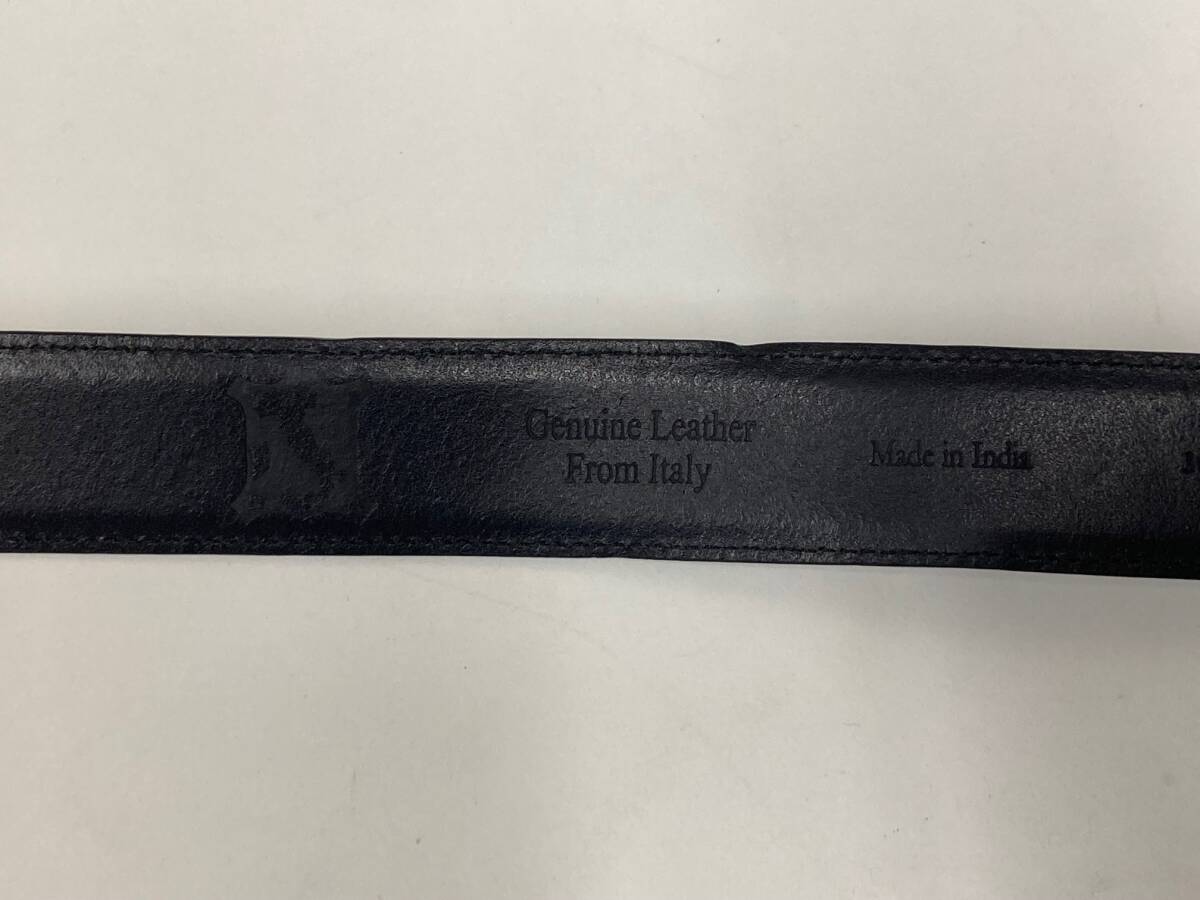 Genuine Leather
From Italy
Made in India